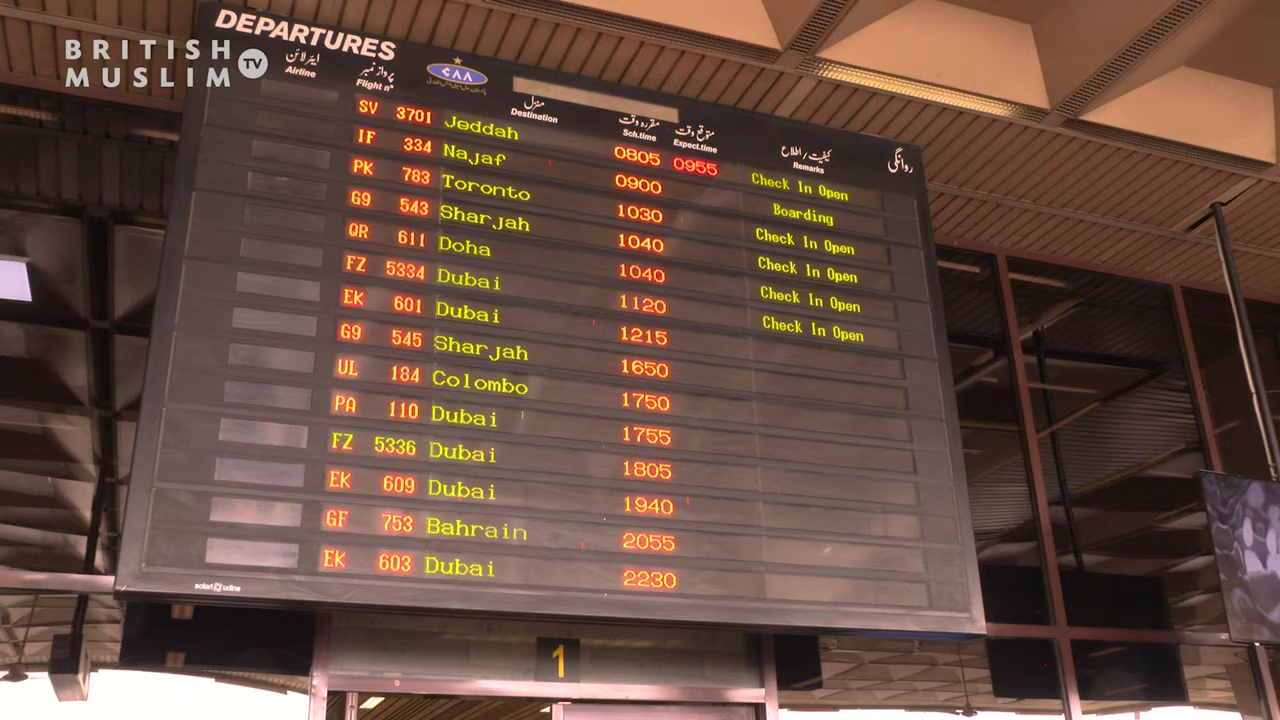 BRITISH
MUSLIM TV
DEPARTURES
ایئرلائن پرواز نمبر منزل مقررہ وقت متوقع وقت کیفیت/اطلاع روانگی
Airline Flight n° CAA Destination Sch.time Expect.time Remarks
SV 3701 Jeddah 0805 0955 Check In Open
IF 334 Najaf 0900 Boarding
PK 783 Toronto 1030 Check In Open
G9 543 Sharjah 1040 Check In Open
QR 611 Doha 1040 Check In Open
FZ 5334 Dubai 1120 Check In Open
EK 601 Dubai 1215
G9 545 Sharjah 1650
UL 184 Colombo 1750
PA 110 Dubai 1755
FZ 5336 Dubai 1805
EK 609 Dubai 1940
GF 753 Bahrain 2055
EK 603 Dubai 2230
solari udine
1